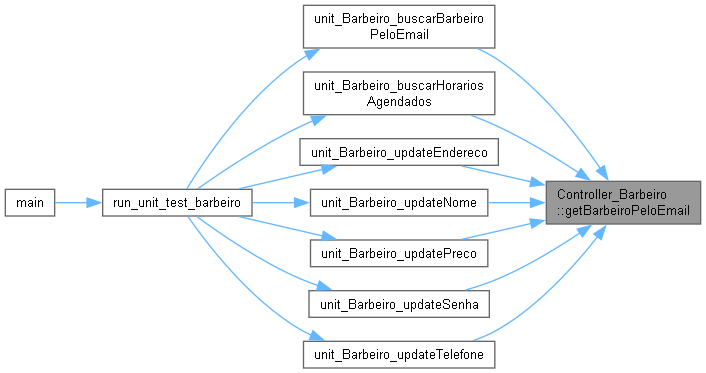 unit_Barbeiro_buscarBarbeiro
PeloEmail
unit_Barbeiro_buscarHorarios
Agendados
unit_Barbeiro_updateEndereco
main
run_unit_test_barbeiro
unit_Barbeiro_updateNome
Controller_Barbeiro
::getBarbeiroPeloEmail
unit_Barbeiro_updatePreco
unit_Barbeiro_updateSenha
unit_Barbeiro_updateTelefone